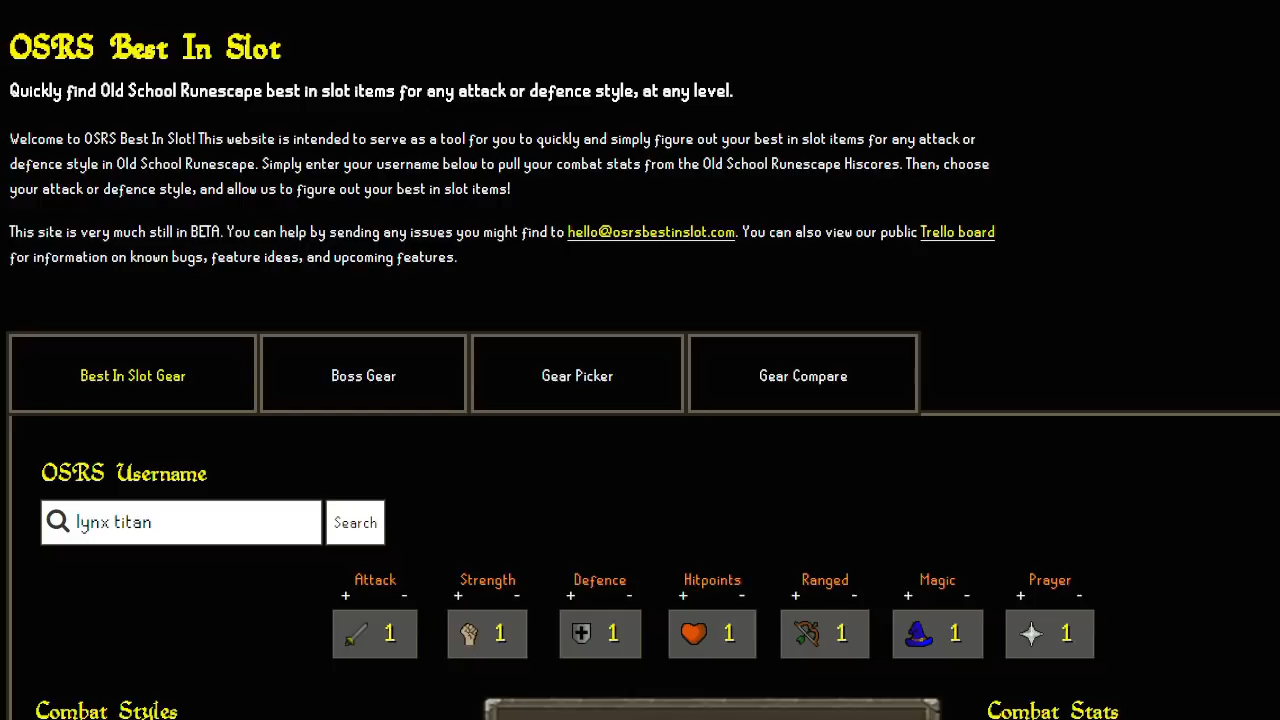 OSRS Best In Slot
Quickly find Old School Runescape best in slot items for any attack or defence style, at any level.
Welcome to OSRS Best In Slot! This website is intended to serve as a tool for you to quickly and simply figure out your best in slot items for any attack or
defence style in Old School Runescape. Simply enter your username below to pull your combat stats from the Old School Runescape Hiscores. Then, choose
your attack or defence style, and allow us to figure out your best in slot items!
This site is very much still in BETA. You can help by sending any issues you might find to hello@osrsbestinslot.com. You can also view our public Trello board
for information on known bugs, feature ideas, and upcoming features.
Best In Slot Gear Boss Gear Gear Picker Gear Compare
OSRS Username
lynx titan Search
Attack Strength Defence Hitpoints Ranged Magic Prayer
+ - + - + - + - + - + - + -
1 1 1 1 1 1 1
Combat Styles Combat Stats